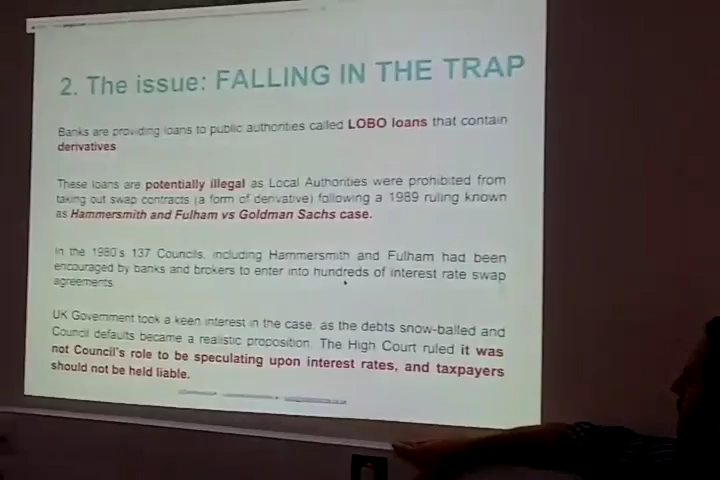 2. The issue: FALLING IN THE TRAP
Banks are providing loans to public authorities called LOBO loans that contain
derivatives
These loans are potentially illegal as Local Authorities were prohibited from
taking out swap contracts (a form of derivative) following a 1989 ruling known
as Hammersmith and Fulham vs Goldman Sachs case.
In the 1980's 137 Councils, including Hammersmith and Fulham had been
encouraged by banks and brokers to enter into hundreds of interest rate swap
agreements.
UK Government took a keen interest in the case, as the debts snow-balled and
Council defaults became a realistic proposition. The High Court ruled it was
not Council's role to be speculating upon interest rates, and taxpayers
should not be held liable.